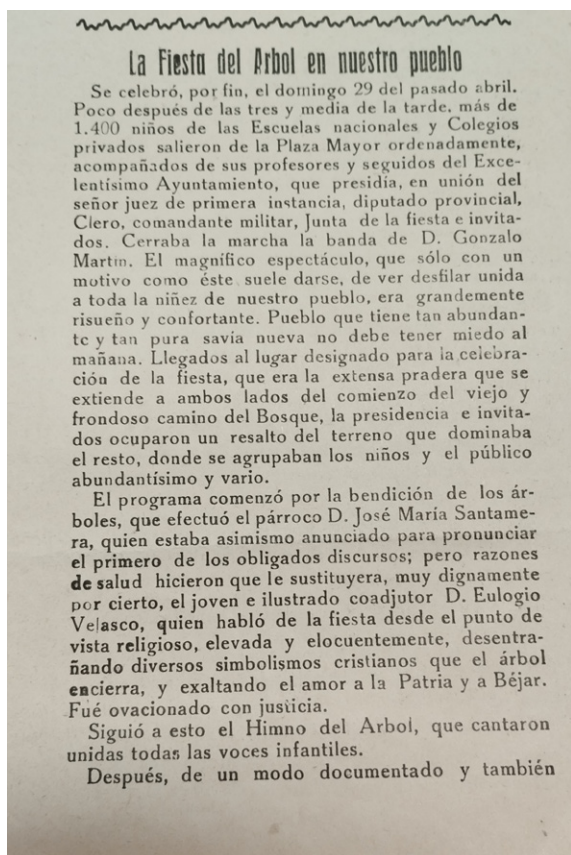 La Fiesta del Arbol en nuestro pueblo
Se celebró, por fin, el domingo 29 del pasado abril.
Poco después de las tres y media de la tarde, más de
1.400 niños de las Escuelas nacionales y Colegios
privados salieron de la Plaza Mayor ordenadamente,
acompañados de sus profesores y seguidos del Exce-
lentísimo Ayuntamiento, que presidía, en unión del
señor juez de primera instancia, diputado provincial,
Clero, comandante militar, Junta de la fiesta e invita-
dos. Cerraba la marcha la banda de D. Gonzalo
Martín. El magnífico espectáculo, que sólo con un
motivo como éste suele darse, de ver desfilar unida
a toda la niñez de nuestro pueblo, era grandemente
risueño y confortante. Pueblo que tiene tan abundan-
te y tan pura savia nueva no debe tener miedo al
mañana. Llegados al lugar designado para la celebra-
ción de la fiesta, que era la extensa pradera que se
extiende a ambos lados del comienzo del viejo y
frondoso camino del Bosque, la presidencia e invita-
dos ocuparon un resalto del terreno que dominaba
el resto, donde se agrupaban los niños y el público
abundantísimo y vario.
El programa comenzó por la bendición de los ár-
boles, que efectuó el párroco D. José María Santame-
ra, quien estaba asimismo anunciado para pronunciar
el primero de los obligados discursos; pero razones
de salud hicieron que le sustituyera, muy dignamente
por cierto, el joven e ilustrado coadjutor D. Eulogio
Velasco, quien habló de la fiesta desde el punto de
vista religioso, elevada y elocuentemente, desentra-
ñando diversos simbolismos cristianos que el árbol
encierra, y exaltando el amor a la Patria y a Béjar.
Fué ovacionado con justicia.
Siguió a esto el Himno del Arbol, que cantaron
unidas todas las voces infantiles.
Después, de un modo documentado y también